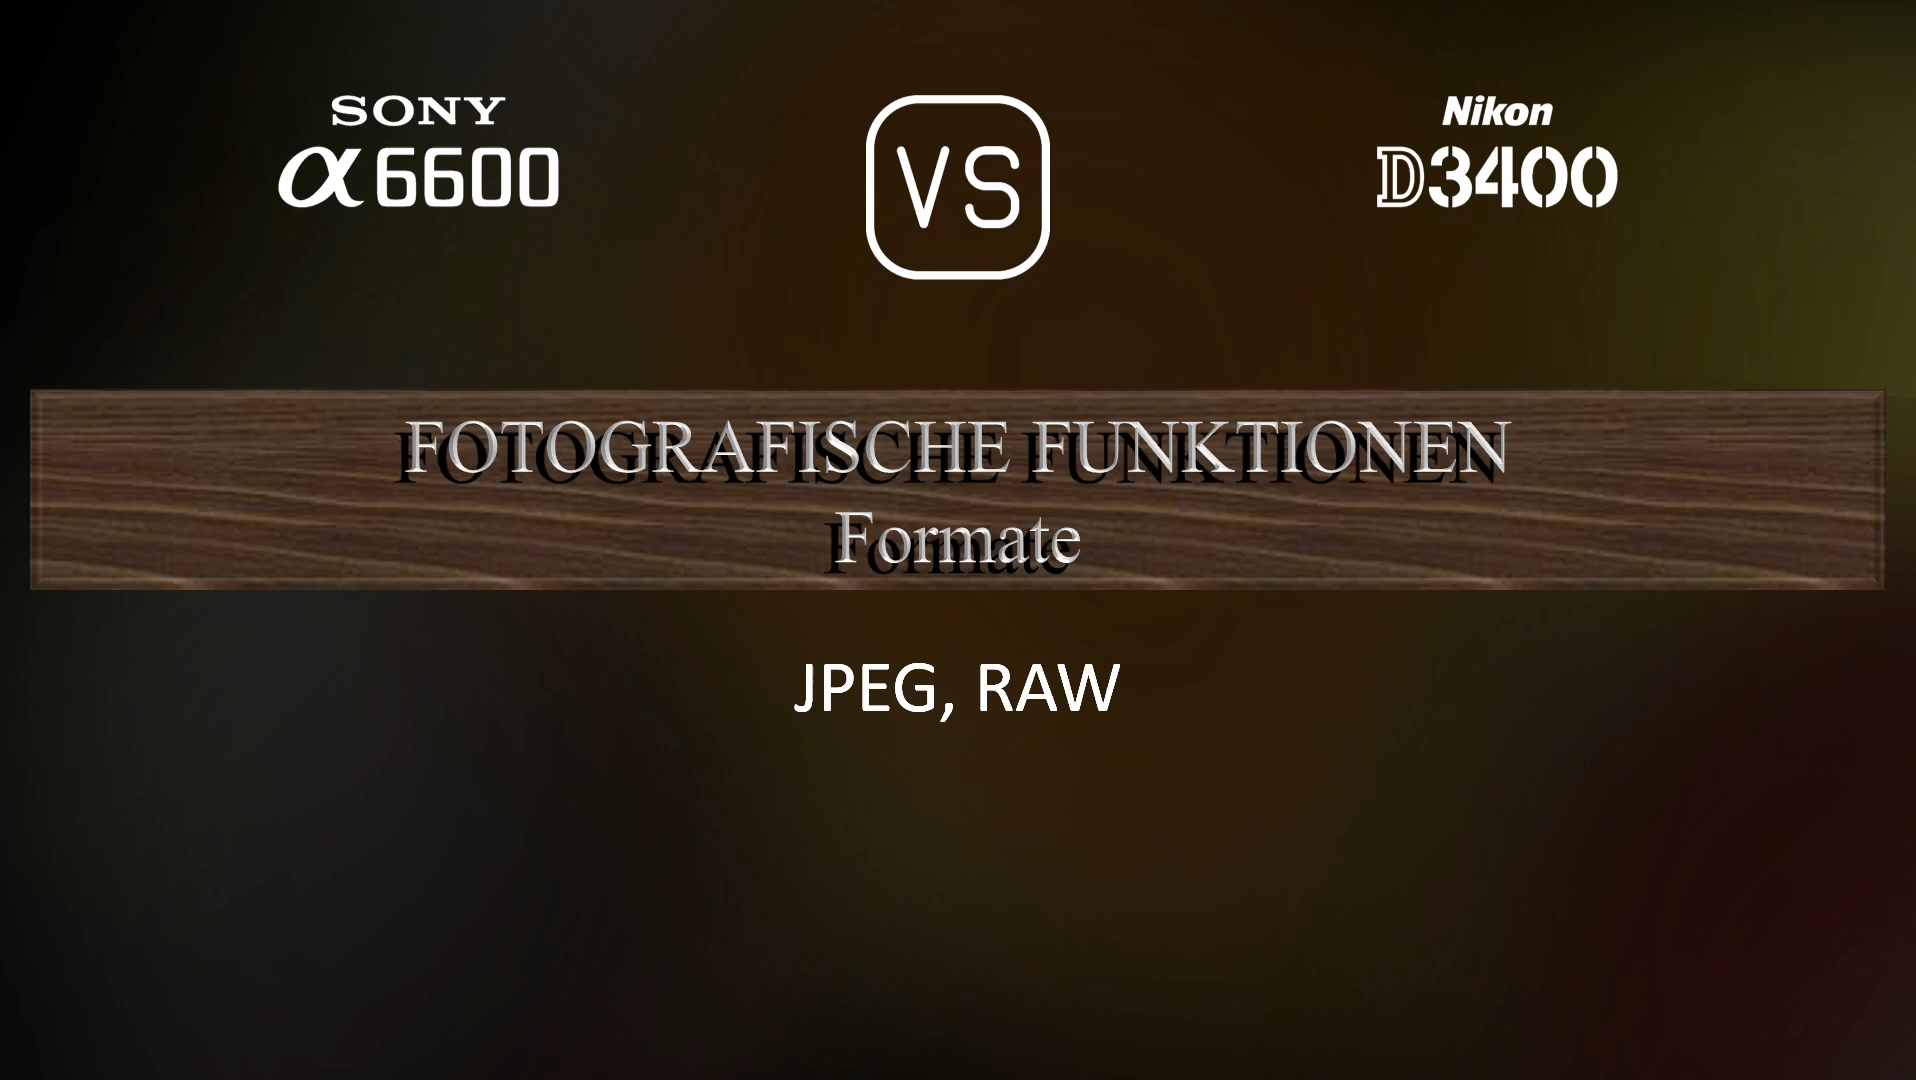 SONY
α6600
VS
Nikon
D3400
FOTOGRAFISCHE FUNKTIONEN
Formate
JPEG, RAW